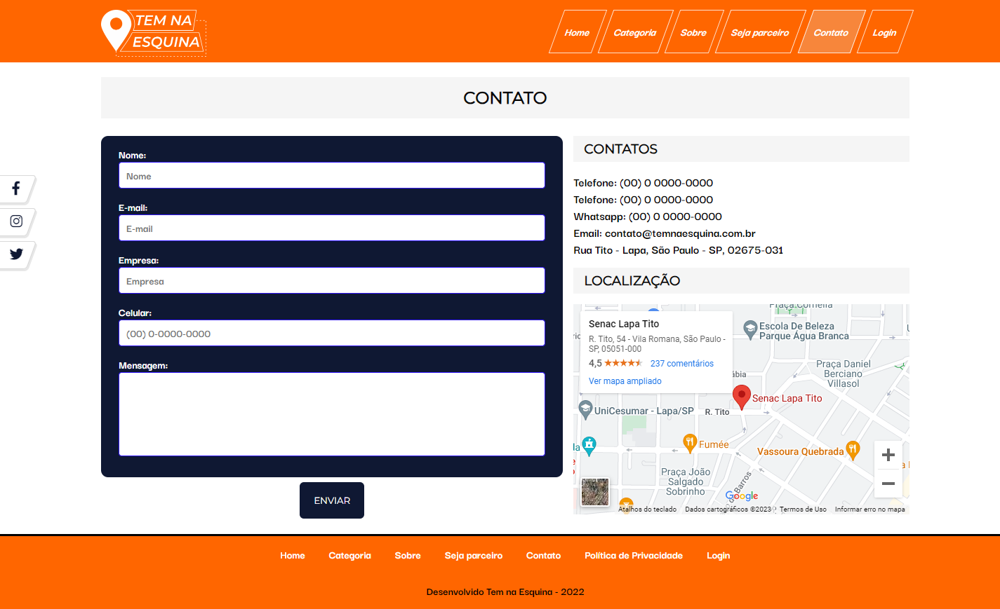 TEM NA
ESQUINA
Home
Categoria
Sobre
Seja parceiro
Contato
Login
CONTATO
Nome:
Nome
E-mail:
E-mail
Empresa:
Empresa
Celular:
(00) 0-0000-0000
Mensagem:
ENVIAR
CONTATOS
Telefone: (00) 0 0000-0000
Telefone: (00) 0 0000-0000
Whatsapp: (00) 0 0000-0000
Email: contato@temnaesquina.com.br
Rua Tito - Lapa, São Paulo - SP, 02675-031
LOCALIZAÇÃO
Praça Cornelia
Senac Lapa Tito
R. Tito, 54 - Vila Romana, São Paulo -
SP, 05051-000
4,5
237 comentários
Ver mapa ampliado
Escola De Beleza
Parque Água Branca
Praça Daniel
Berciano
Villasol
Senac Lapa Tito
UniCesumar - Lapa/SP
R. Tito
Fumée
Vassoura Quebrada
Praça João
Salgado
Sobrinho
Barros
Google
Atalhos do teclado
Dados cartográficos ©2023
Termos de Uso
Informar erro no mapa
Home
Categoria
Sobre
Seja parceiro
Contato
Política de Privacidade
Login
Desenvolvido Tem na Esquina - 2022